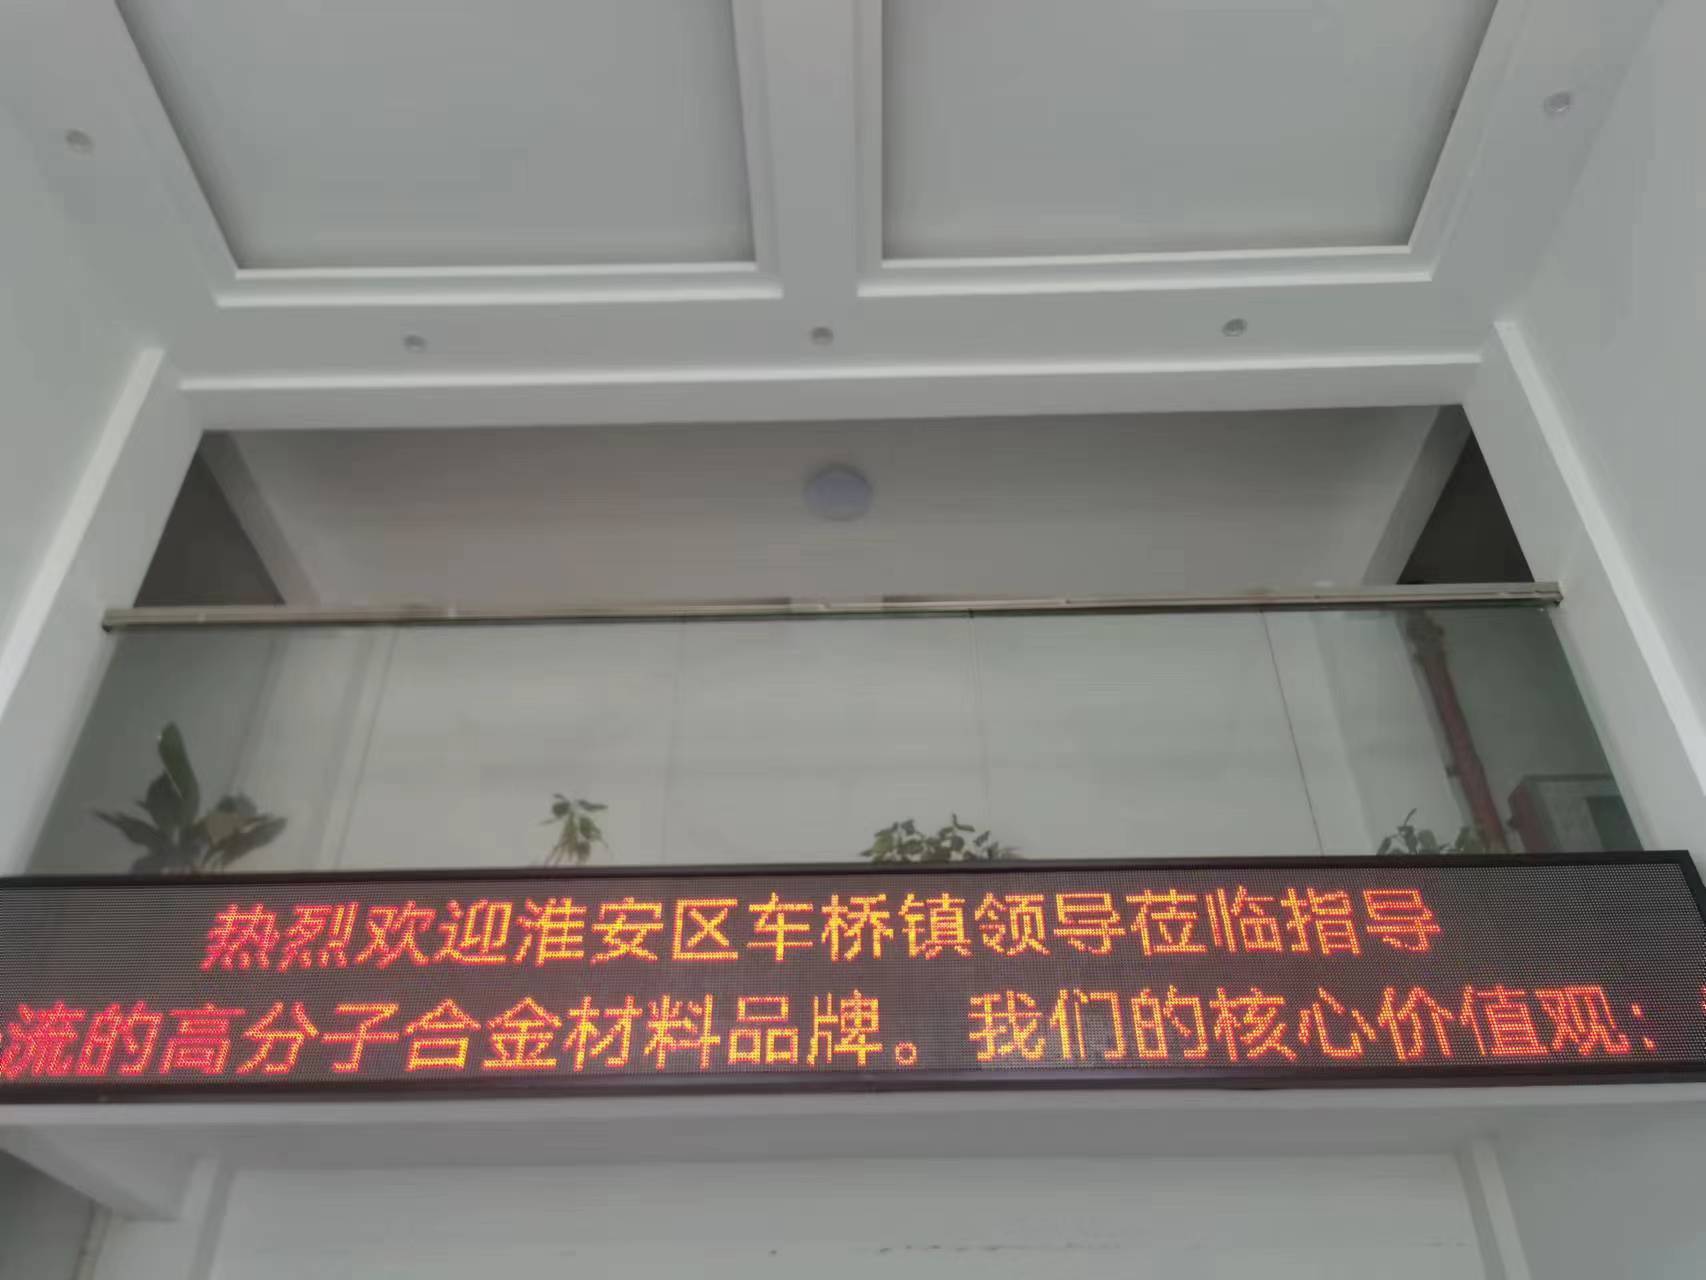 热烈欢迎淮安区车桥镇领导莅临指导
流的高分子合金材料品牌。我们的核心价值观: